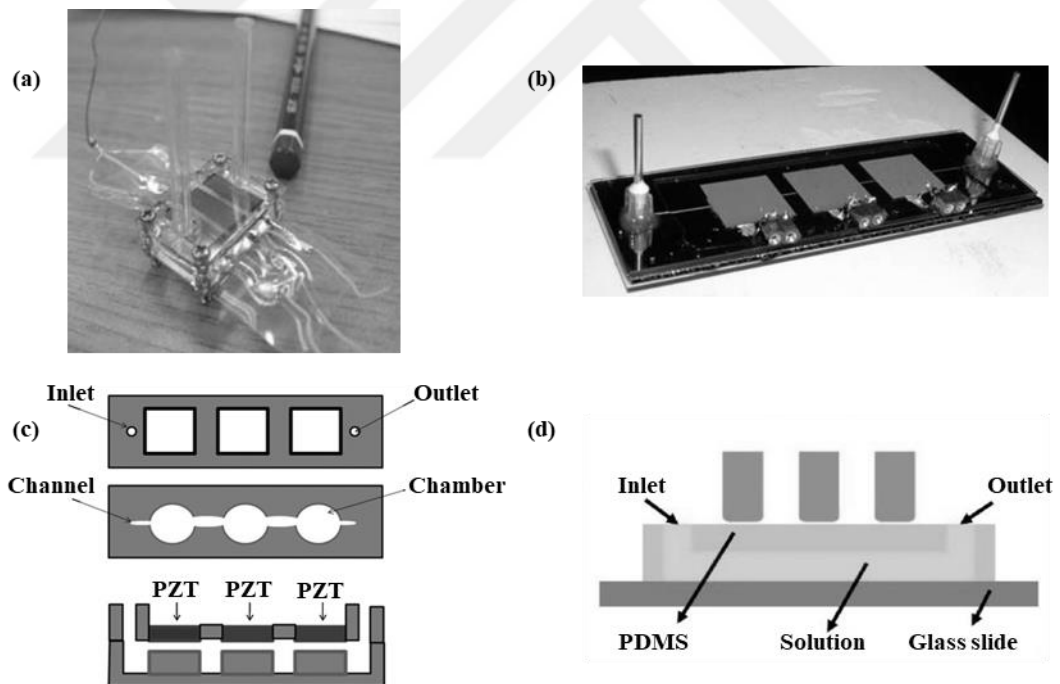 (a)
(b)
Inlet
Outlet
(c)
Channel
Chamber
PZT
PZT
PZT
(d)
Inlet
Outlet
PDMS
Solution
Glass slide